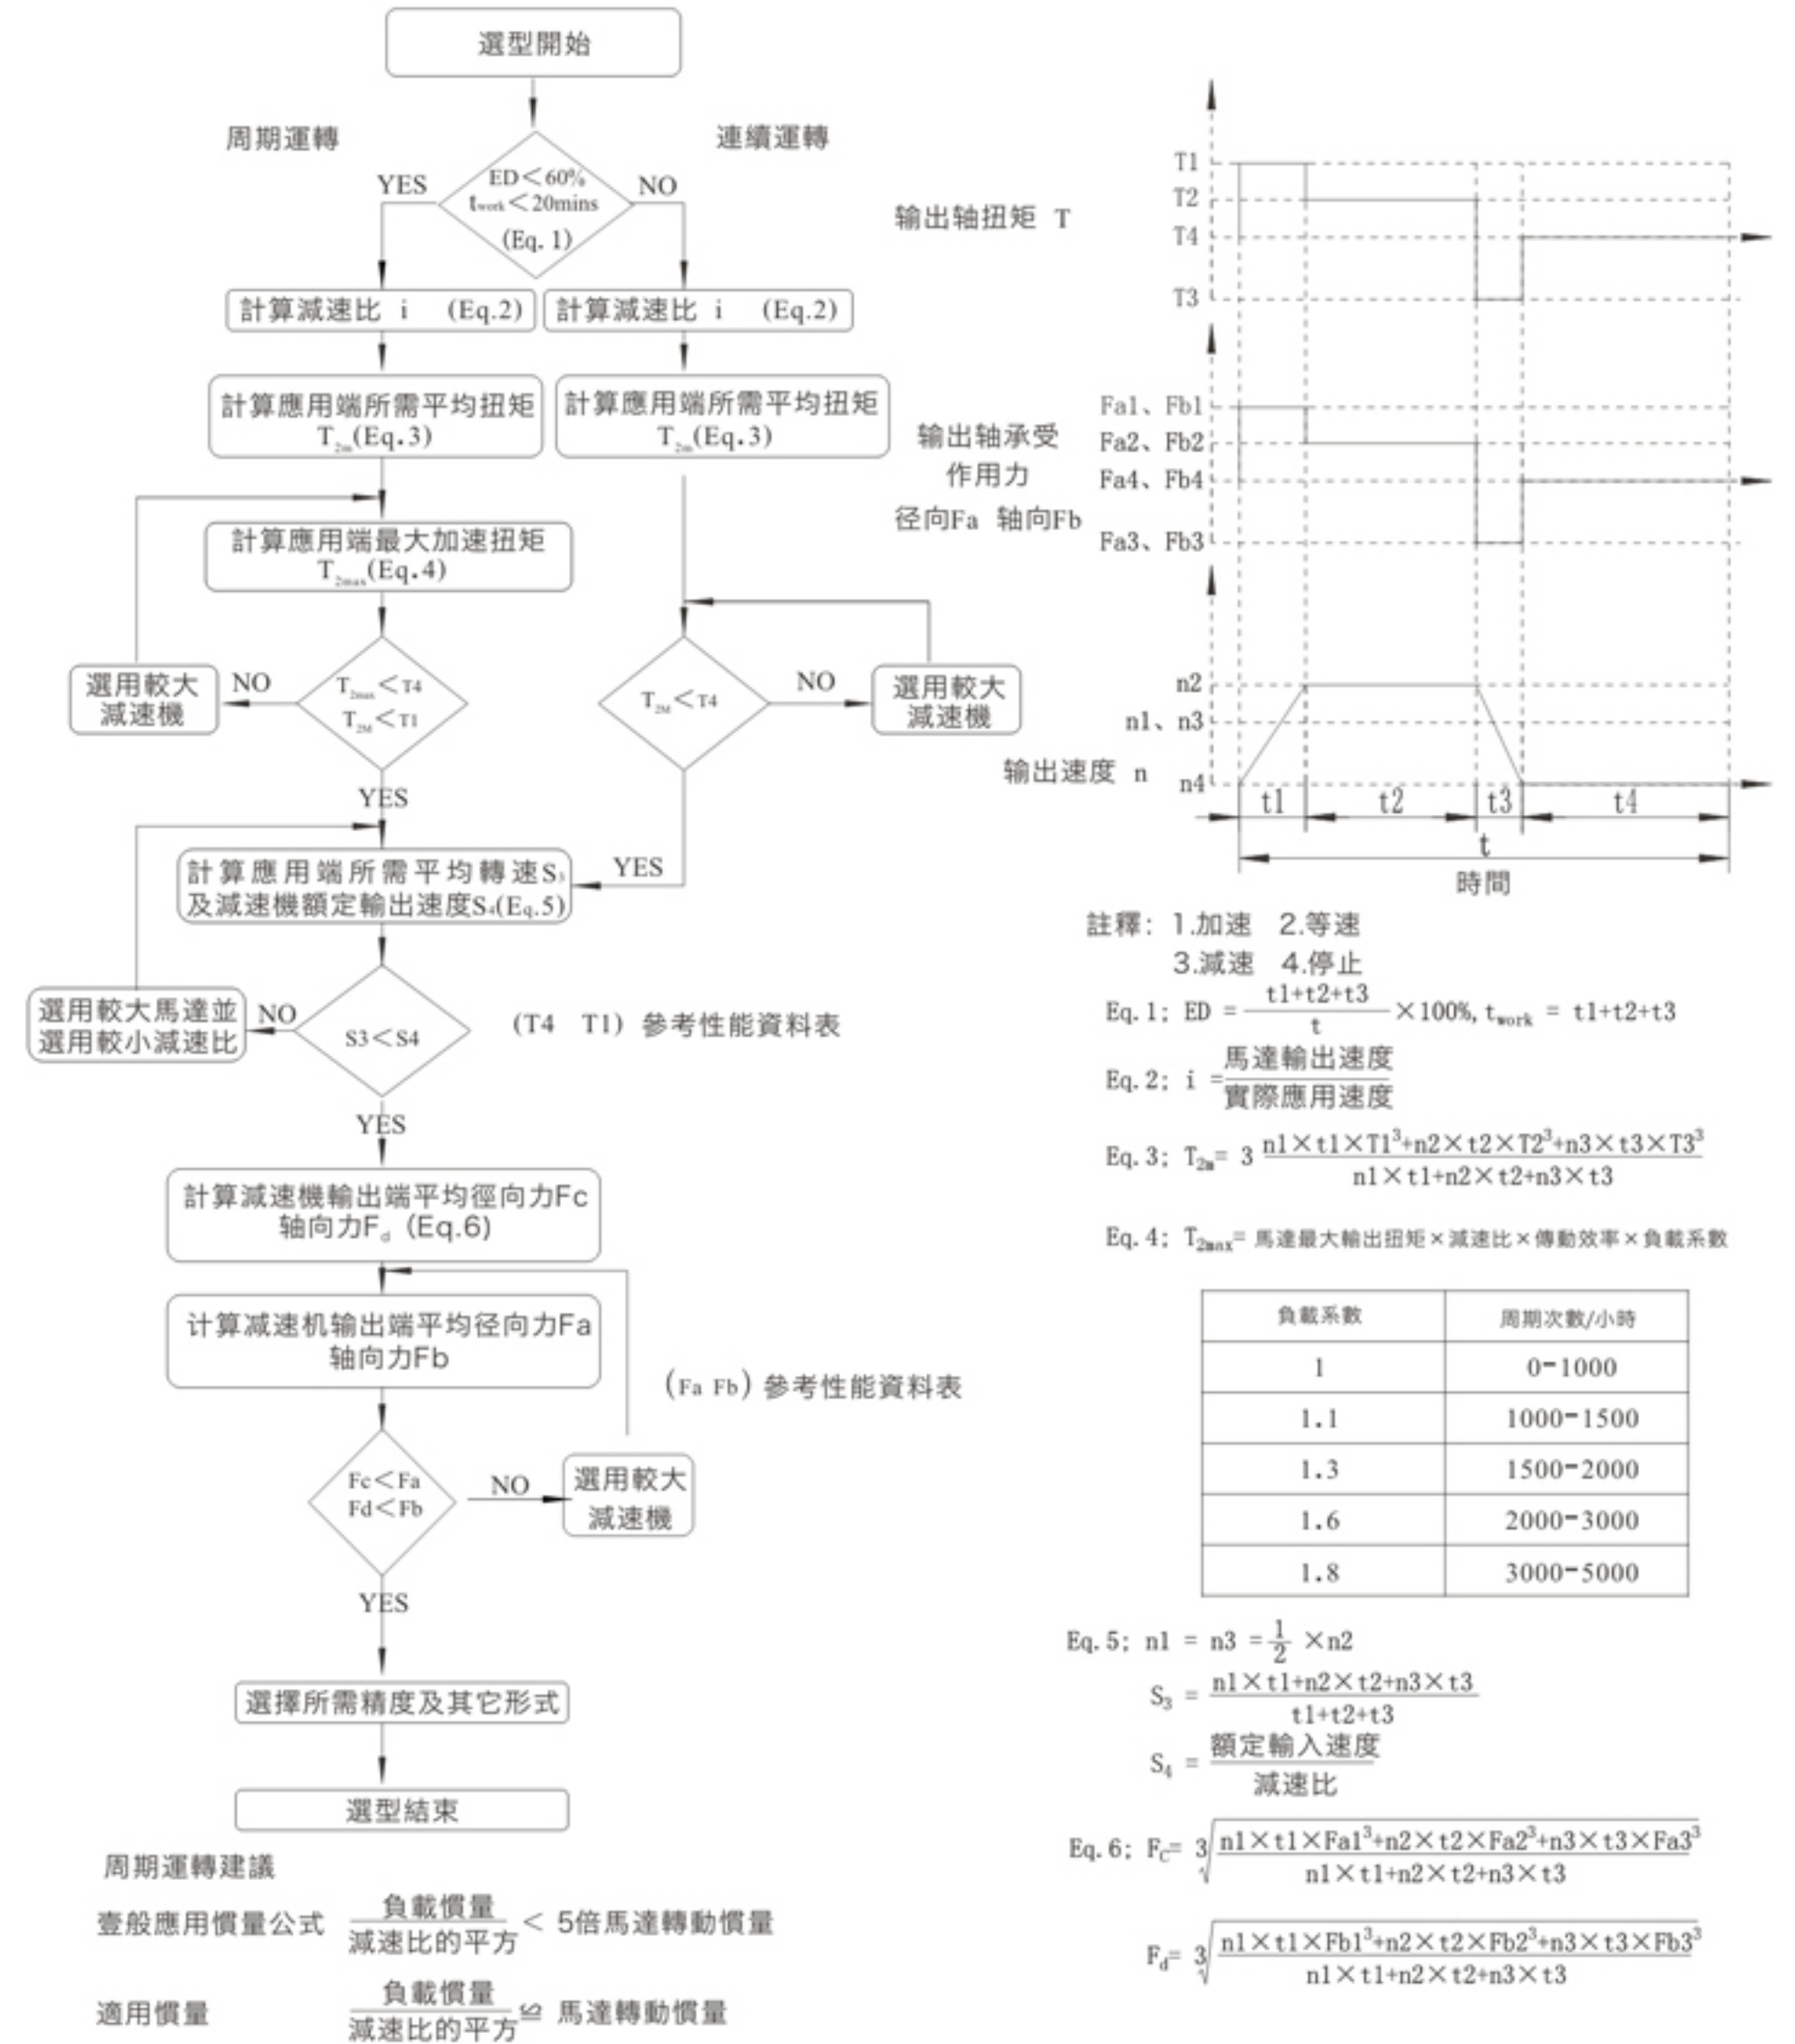 選型開始
周期運轉
連續運轉
YES
ED＜60%
twork＜20mins
(Eq. 1)
NO
計算減速比 i (Eq.2)
計算減速比 i (Eq.2)
計算應用端所需平均扭矩
T2m(Eq.3)
計算應用端所需平均扭矩
T2m(Eq.3)
計算應用端最大加速扭矩
T2max(Eq.4)
選用較大
減速機
NO
T2max＜T4
T2M＜T1
T2M＜T4
NO
選用較大
減速機
YES
計算應用端所需平均轉速S3
及減速機額定輸出速度S4(Eq.5)
YES
選用較大馬達並
選用較小減速比
NO
S3＜S4
(T4 T1) 參考性能資料表
YES
計算減速機輸出端平均徑向力Fc
轴向力Fd (Eq.6)
计算减速机输出端平均径向力Fa
轴向力Fb
(Fa Fb) 參考性能資料表
Fc＜Fa
Fd＜Fb
NO
選用較大
減速機
YES
選擇所需精度及其它形式
選型結束
周期運轉建議
壹般應用慣量公式 負載慣量
減速比的平方
＜ 5倍馬達轉動慣量
適用慣量 負載慣量
減速比的平方
≦ 馬達轉動慣量
输出轴扭矩 T
T1
T2
T4
T3
输出轴承受
作用力
径向Fa 轴向Fb
Fa1、Fb1
Fa2、Fb2
Fa4、Fb4
Fa3、Fb3
输出速度 n
n2
n1、n3
n4
t1 t2 t3 t4
t
時間
註釋: 1.加速 2.等速
3.減速 4.停止
Eq.1; ED = t1+t2+t3
t
×100%, twork = t1+t2+t3
Eq.2; i = 馬達輸出速度
實際應用速度
Eq.3; T2m= 3 n1×t1×T1³+n2×t2×T2³+n3×t3×T3³
n1×t1+n2×t2+n3×t3
Eq.4; T2max= 馬達最大輸出扭矩×減速比×傳動效率×負載系數
負載系數 周期次數/小時
1 0-1000
1.1 1000-1500
1.3 1500-2000
1.6 2000-3000
1.8 3000-5000
Eq.5; n1 = n3 = 1/2 ×n2
S3 = n1×t1+n2×t2+n3×t3
t1+t2+t3
S4 = 額定輸入速度
減速比
Eq.6; FC= 3√ n1×t1×Fa1³+n2×t2×Fa2³+n3×t3×Fa3³
n1×t1+n2×t2+n3×t3
Fd= 3√ n1×t1×Fb1³+n2×t2×Fb2³+n3×t3×Fb3³
n1×t1+n2×t2+n3×t3